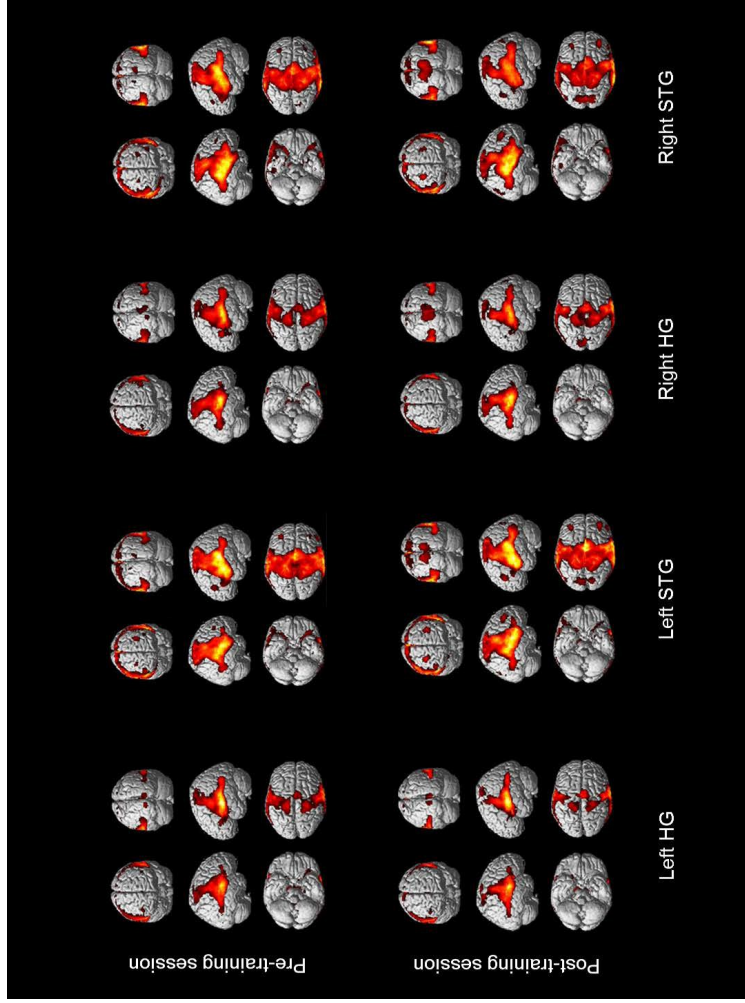 Pre-training session
Post-training session
Left HG
Left STG
Right HG
Right STG